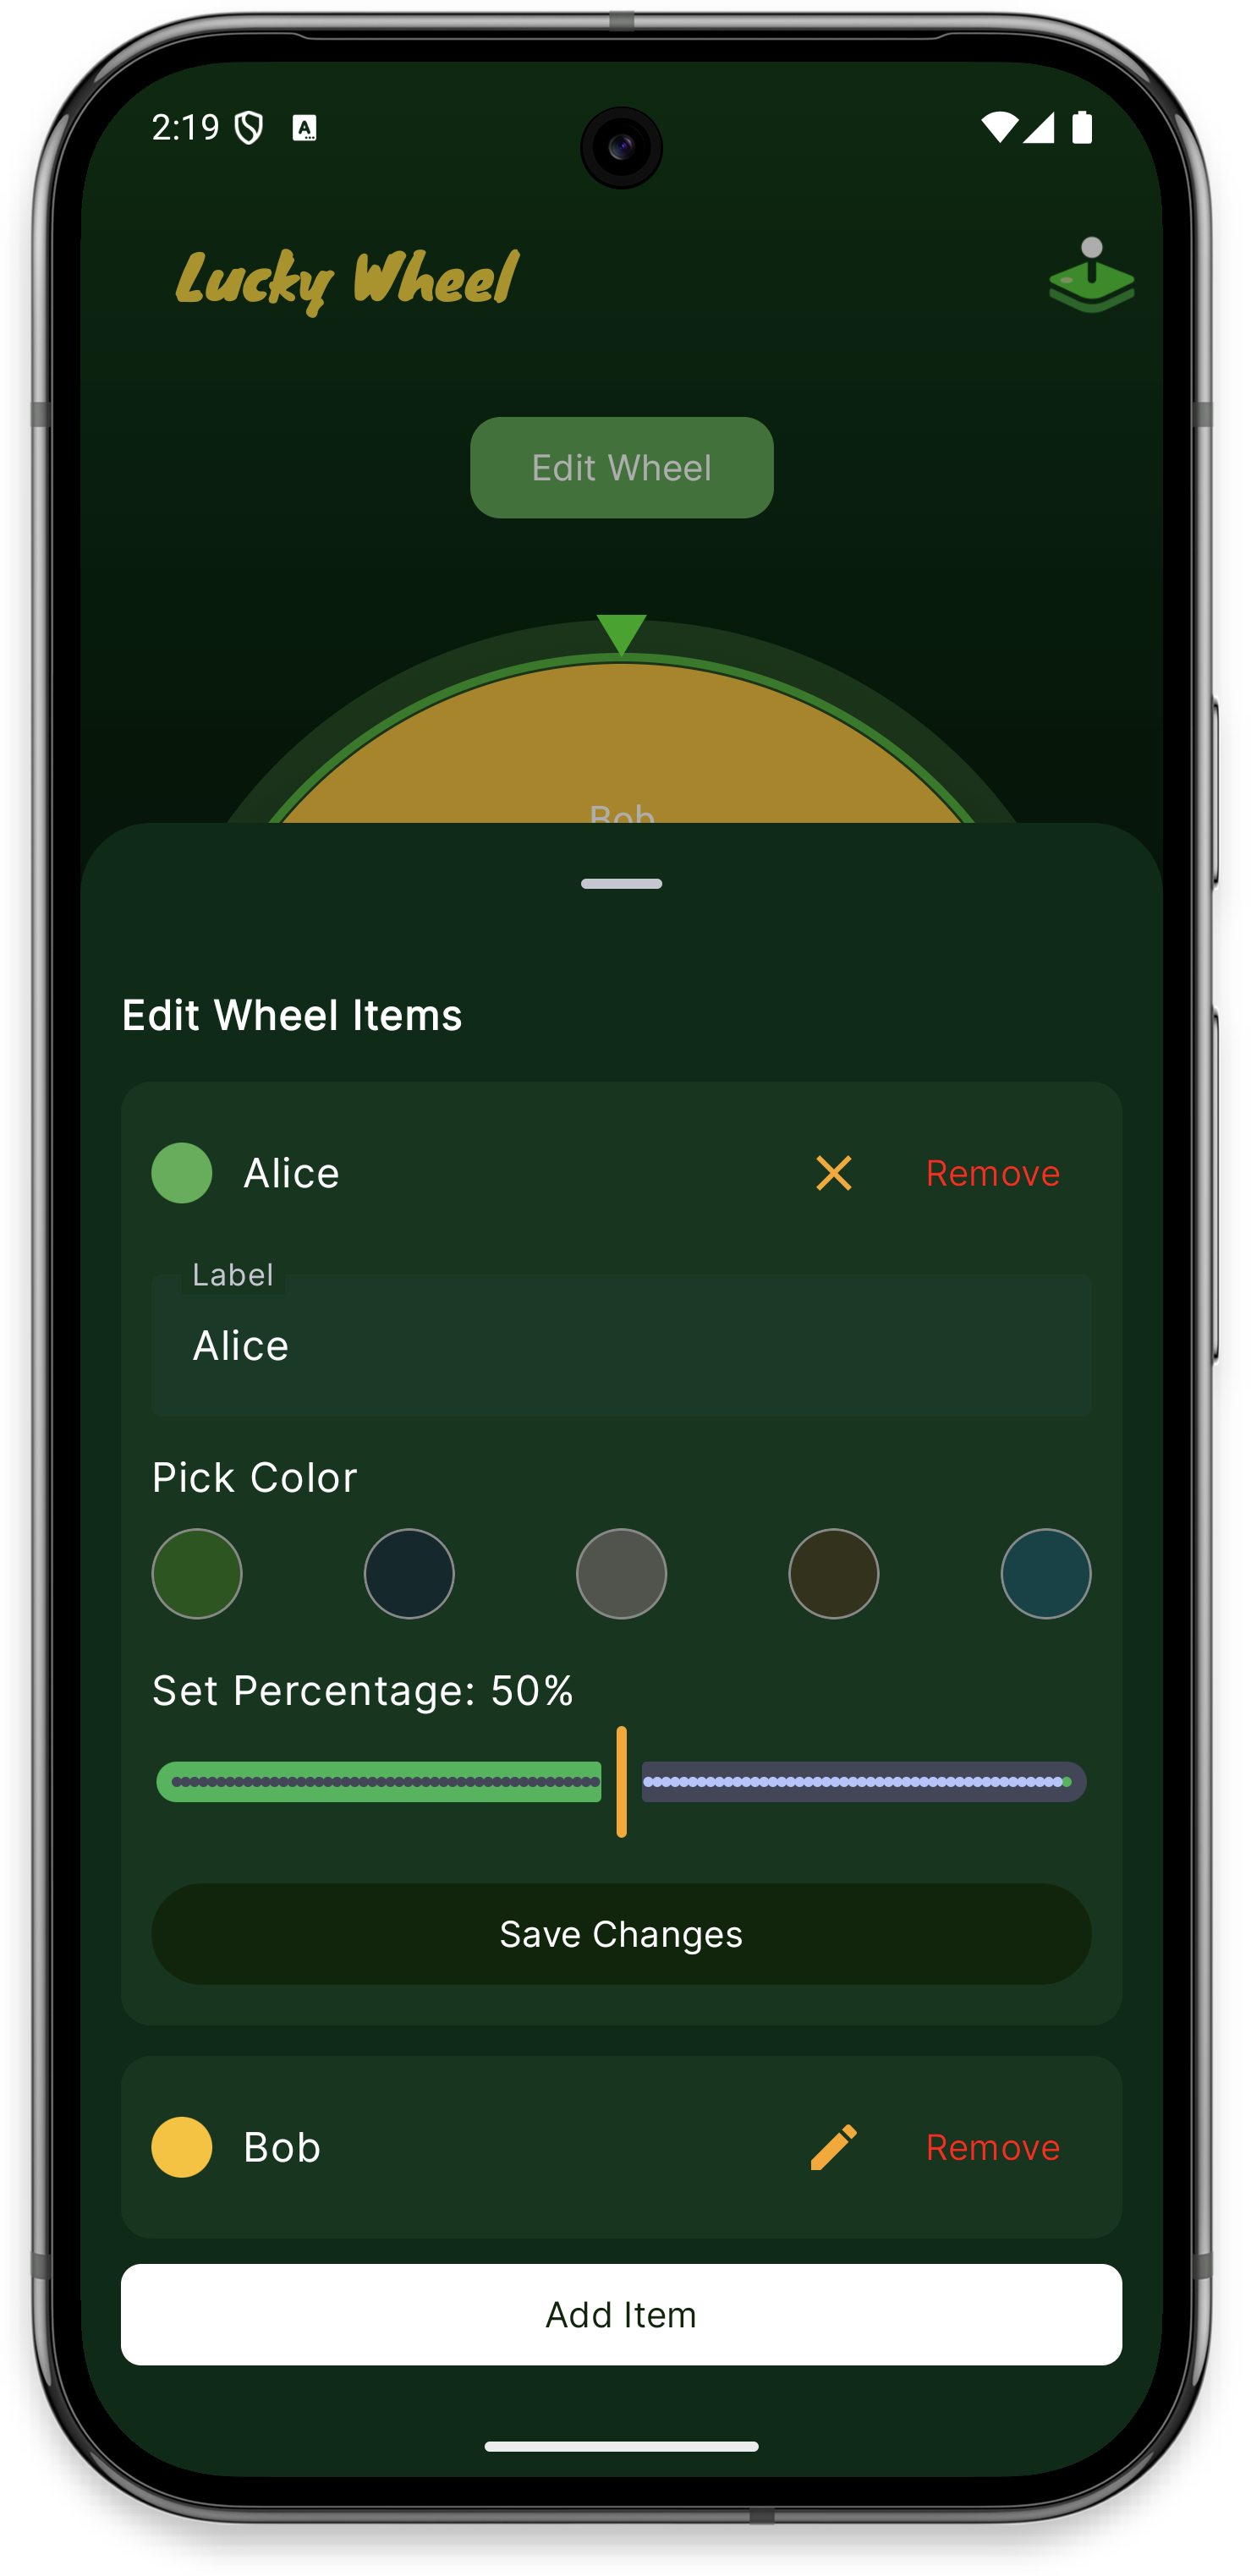 2:19
Lucky Wheel
Edit Wheel
Bob
Edit Wheel Items
Alice
Remove
Label
Alice
Pick Color
Set Percentage: 50%
Save Changes
Bob
Remove
Add Item